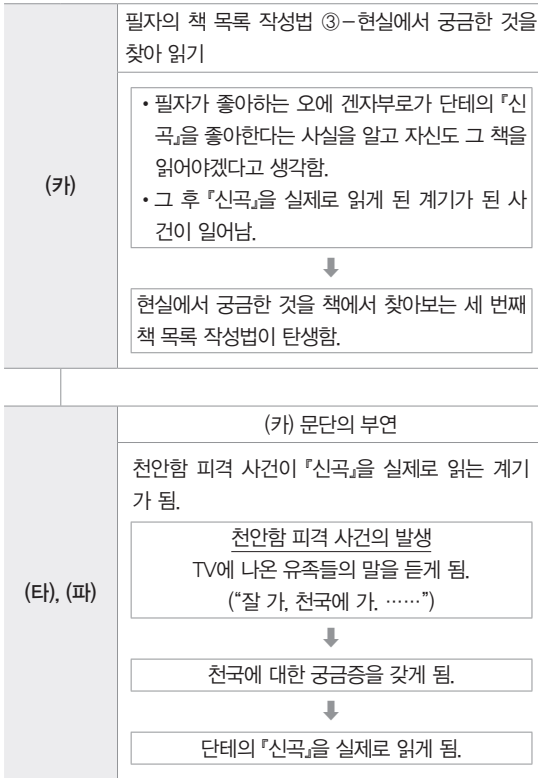 필자의 책 목록 작성법 ③-현실에서 궁금한 것을
찾아 읽기
(카)
• 필자가 좋아하는 오에 겐자부로가 단테의 『신
곡』을 좋아한다는 사실을 알고 자신도 그 책을
읽어야겠다고 생각함.
• 그 후 『신곡』을 실제로 읽게 된 계기가 된 사
건이 일어남.
⬇
현실에서 궁금한 것을 책에서 찾아보는 세 번째
책 목록 작성법이 탄생함.
(카) 문단의 부연
(타), (파)
천안함 피격 사건이 『신곡』을 실제로 읽는 계기
가 됨.
천안함 피격 사건의 발생
TV에 나온 유족들의 말을 듣게 됨.
(“잘 가, 천국에 가. ……”)
⬇
천국에 대한 궁금증을 갖게 됨.
⬇
단테의 『신곡』을 실제로 읽게 됨.